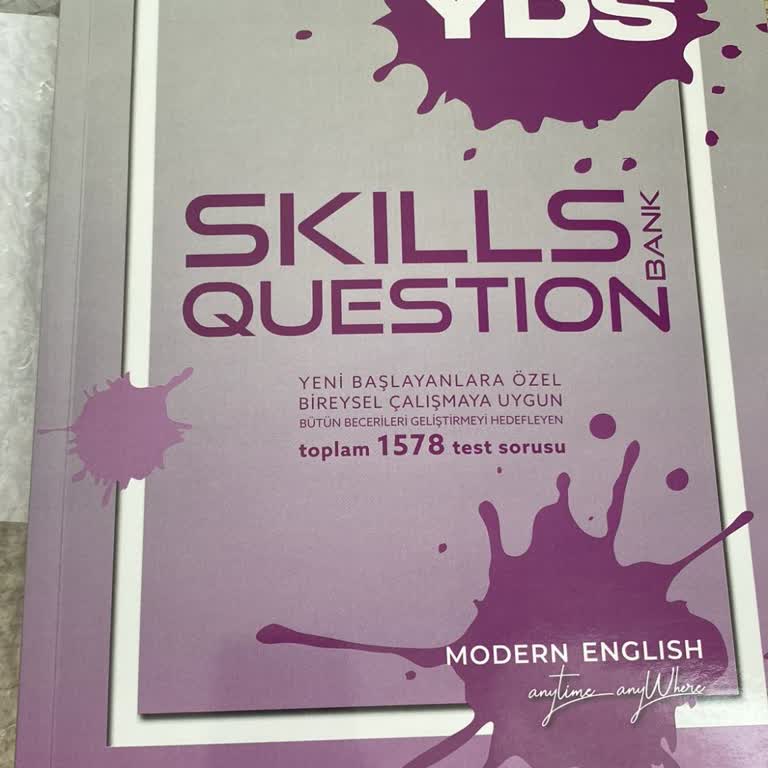 YDS
SKILLS
BANK
QUESTION
YENİ BAŞLAYANLARA ÖZEL
BİREYSEL ÇALIŞMAYA UYGUN
BÜTÜN BECERİLERİ GELİŞTİRMEYİ HEDEFLEYEN
toplam 1578 test sorusu
MODERN ENGLISH
anytime anyWhere